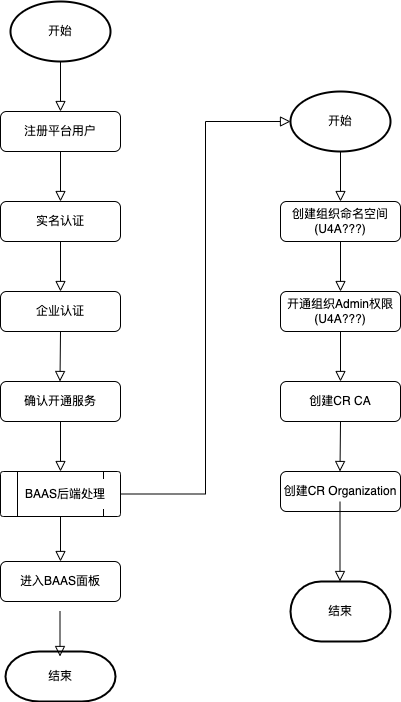 开始
注册平台用户
实名认证
企业认证
确认开通服务
BAAS后端处理
进入BAAS面板
结束
开始
创建组织命名空间
(U4A???)
开通组织Admin权限
(U4A???)
创建CR CA
创建CR Organization
结束